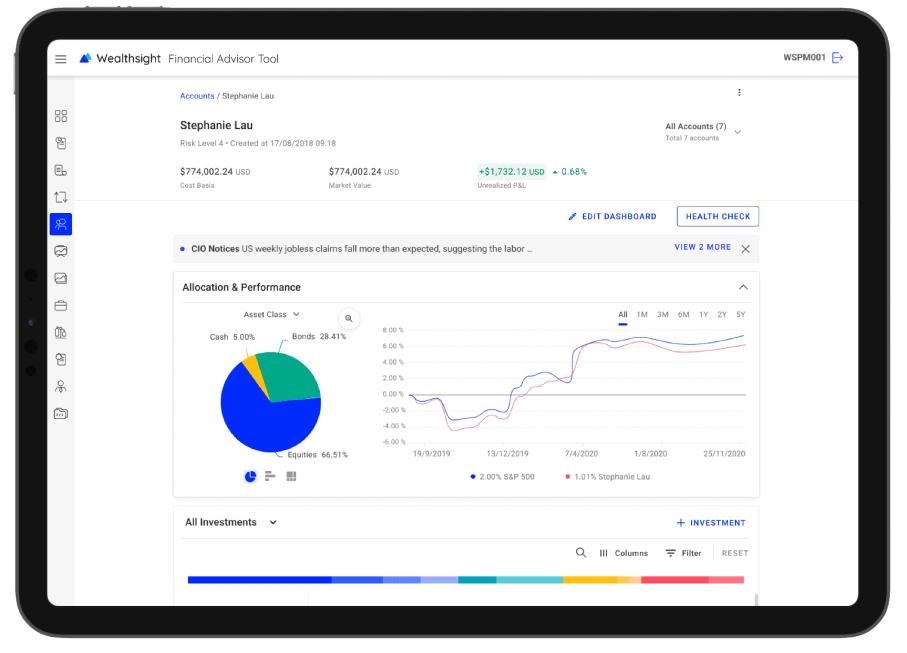 Wealthsight Financial Advisor Tool
WSPM001
Accounts / Stephanie Lau
Stephanie Lau
Risk Level 4 • Created at 17/08/2018 09.18
All Accounts (7)
Total 7 accounts
$774,002.24 USD
Cost Basis
$774,002.24 USD
Market Value
+$1,732.12 USD 0.68%
Unrealized P&L
EDIT DASHBOARD
HEALTH CHECK
CIO Notices US weekly jobless claims fall more than expected, suggesting the labor ...
VIEW 2 MORE
Allocation & Performance
Asset Class
Cash 5.00%
Bonds 28.41%
Equities 66.51%
All 1M 3M 6M 1Y 2Y 5Y
8.00 %
6.00 %
4.00 %
2.00 %
0.00 %
-2.00 %
-4.00 %
-6.00 %
19/9/2019 13/12/2019 7/4/2020 1/8/2020 25/11/2020
2.00% S&P 500 1.01% Stephanie Lau
All Investments
+ INVESTMENT
Columns Filter RESET